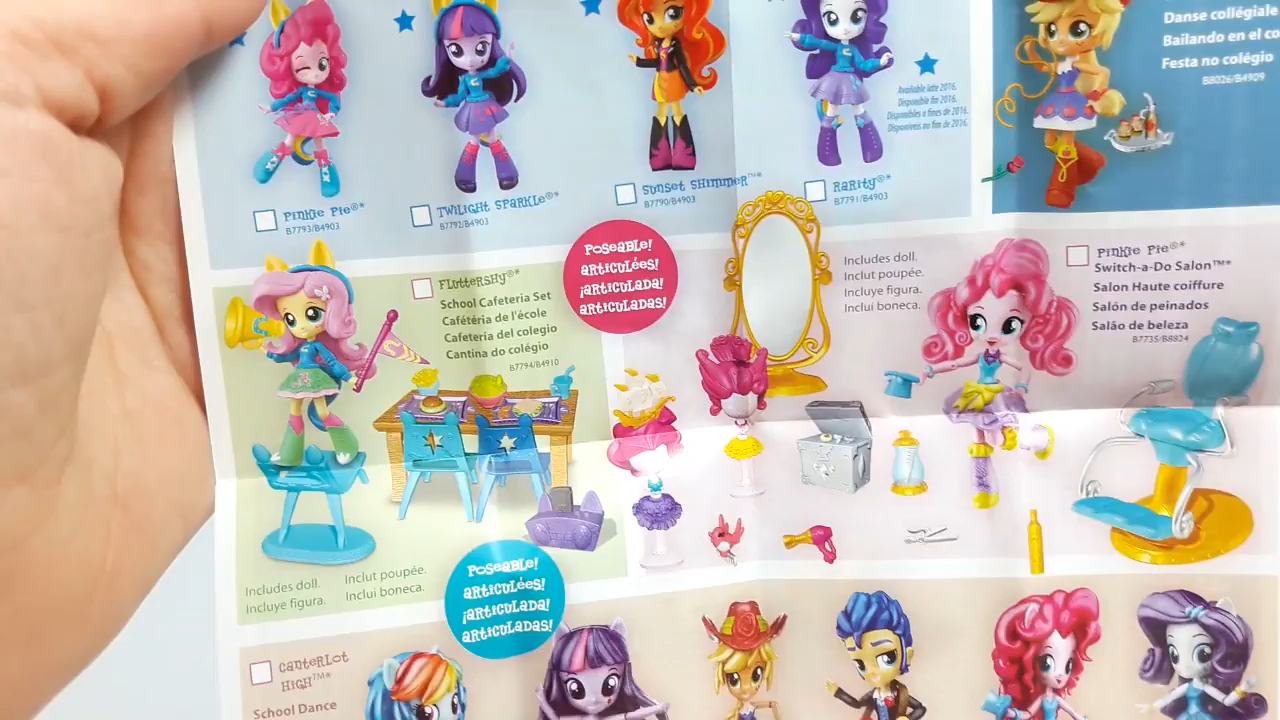 Danse collégiale
Bailando en el co
Festa no colégio
B8026/B4909
Available late 2016.
Disponible fin 2016.
Disponibles a fines de 2016.
Disponíveis no fim de 2016.
PiNKie Pie®*
B7793/B4903
TWiLiGHt SPaRKLe®*
B7792/B4903
SuNSet SHiMMeR™*
B7790/B4903
RaRity®*
B7791/B4903
FLutteRSHy®*
School Cafeteria Set
Cafétéria de l'école
Cafetería del colegio
Cantina do colégio
B7794/B4910
POSeaBLe!
aRticuLÉeS!
¡aRticuLaDa!
aRticuLaDaS!
Includes doll.
Inclut poupée.
Incluye figura.
Inclui boneca.
PiNKie Pie®*
Switch-a-Do Salon™*
Salon Haute coiffure
Salón de peinados
Salão de beleza
B7735/B8824
Includes doll.
Incluye figura.
Inclut poupée.
Inclui boneca.
POSeaBLe!
aRticuLÉeS!
¡aRticuLaDa!
aRticuLaDaS!
CaNteRLot
HiGH™*
School Dance